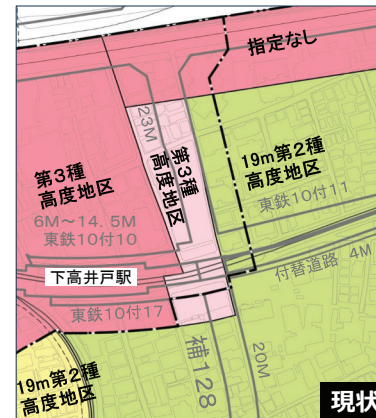 指定なし
23M
第3種
高度地区
第3種
高度地区
19m第2種
高度地区
東鉄10付11
6M〜14.5M
東鉄10付10
下高井戸駅
付替道路 4M
東鉄10付17
補128
20M
19m第2種
高度地区
現状